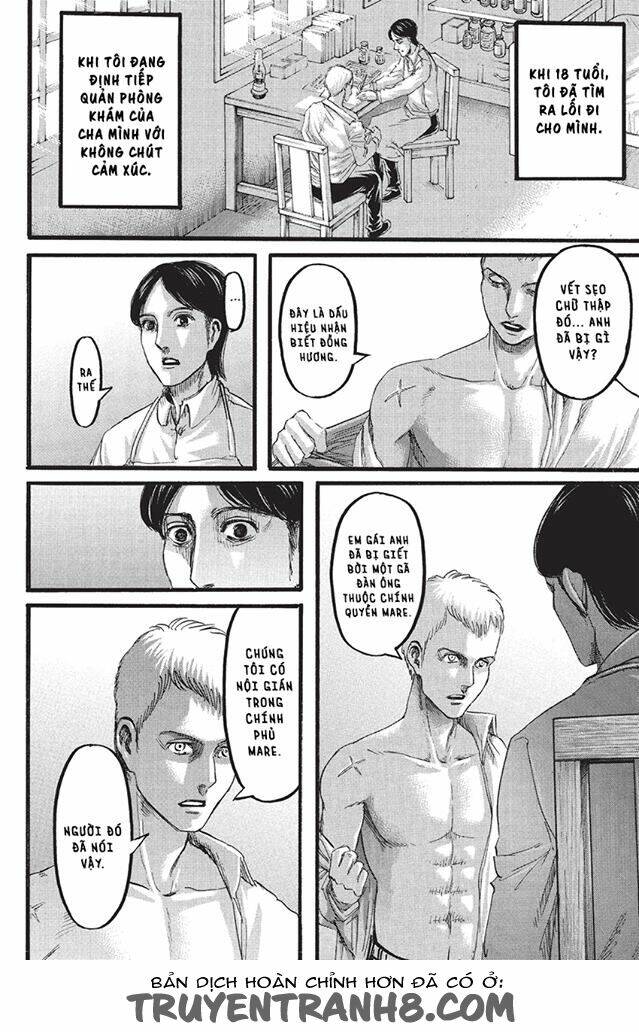 KHI 18 TUỔI,
TÔI ĐÃ TÌM
RA LỐI ĐI
CHO MÌNH.
KHI TÔI ĐANG
ĐỊNH TIẾP
QUẢN PHÒNG
KHÁM CỦA
CHA MÌNH VỚI
KHÔNG CHÚT
CẢM XÚC.
VẾT SẸO
CHỮ THẬP
ĐÓ... ANH
ĐÃ BỊ GÌ
VẬY?
ĐÂY LÀ DẤU
HIỆU NHẬN
BIẾT ĐỒNG
HƯƠNG.
...
RA THẾ
EM GÁI ANH
ĐÃ BỊ GIẾT
BỞI MỘT GÃ
ĐÀN ÔNG
THUỘC CHÍNH
QUYỀN MARE.
CHÚNG
TÔI CÓ
NỘI GIÁN
TRONG
CHÍNH
PHỦ
MARE.
NGƯỜI ĐÓ
ĐÃ NÓI
VẬY.
BẢN DỊCH HOÀN CHỈNH HƠN ĐÃ CÓ Ở:
TRUYENTRANH8.COM